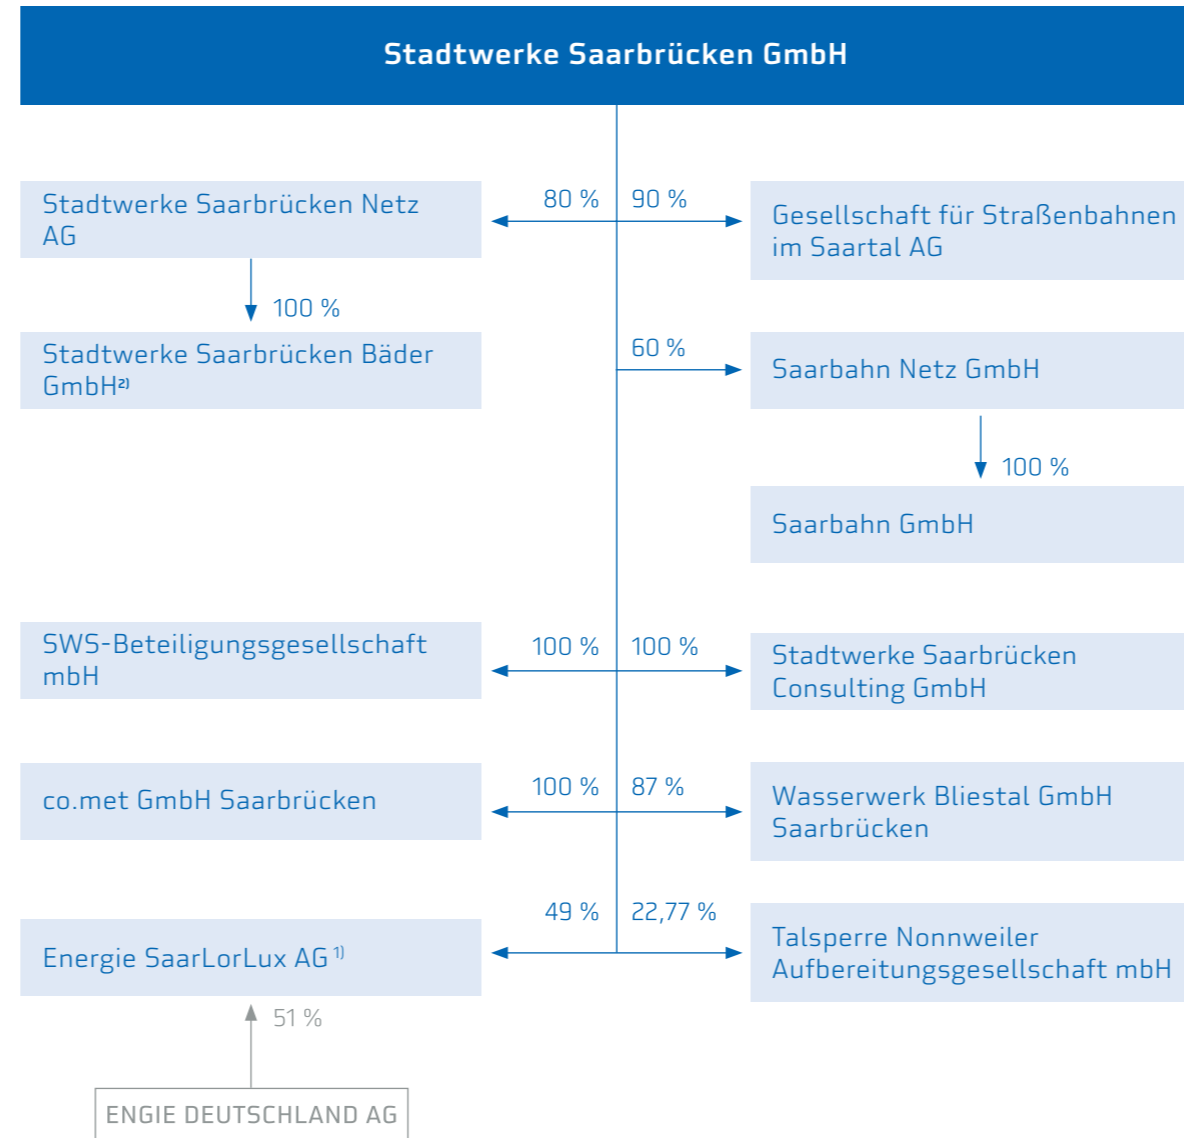 Stadtwerke Saarbrücken GmbH
80 %
90 %
Stadtwerke Saarbrücken Netz
AG
Gesellschaft für Straßenbahnen
im Saartal AG
100 %
Stadtwerke Saarbrücken Bäder
GmbH²⁾
60 %
Saarbahn Netz GmbH
100 %
Saarbahn GmbH
SWS-Beteiligungsgesellschaft
mbH
100 %
100 %
Stadtwerke Saarbrücken
Consulting GmbH
co.met GmbH Saarbrücken
100 %
87 %
Wasserwerk Bliestal GmbH
Saarbrücken
Energie SaarLorLux AG ¹⁾
49 %
22,77 %
Talsperre Nonnweiler
Aufbereitungsgesellschaft mbH
51 %
ENGIE DEUTSCHLAND AG